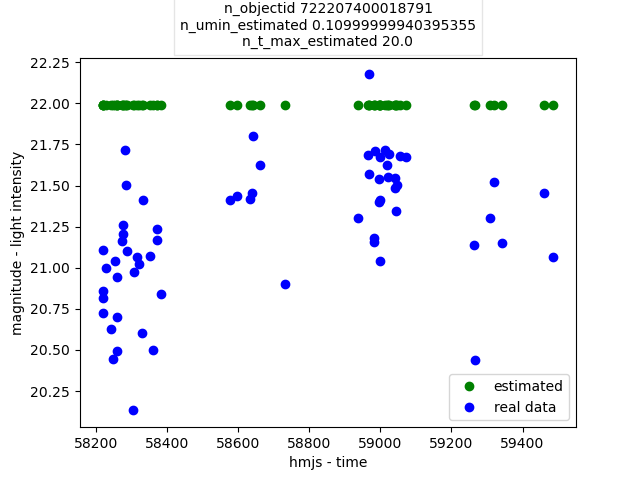 n_objectid 722207400018791
n_umin_estimated 0.10999999940395355
n_t_max_estimated 20.0
22.25
22.00
21.75
21.50
21.25
21.00
20.75
20.50
20.25
magnitude - light intensity
estimated
real data
58200 58400 58600 58800 59000 59200 59400
hmjs - time